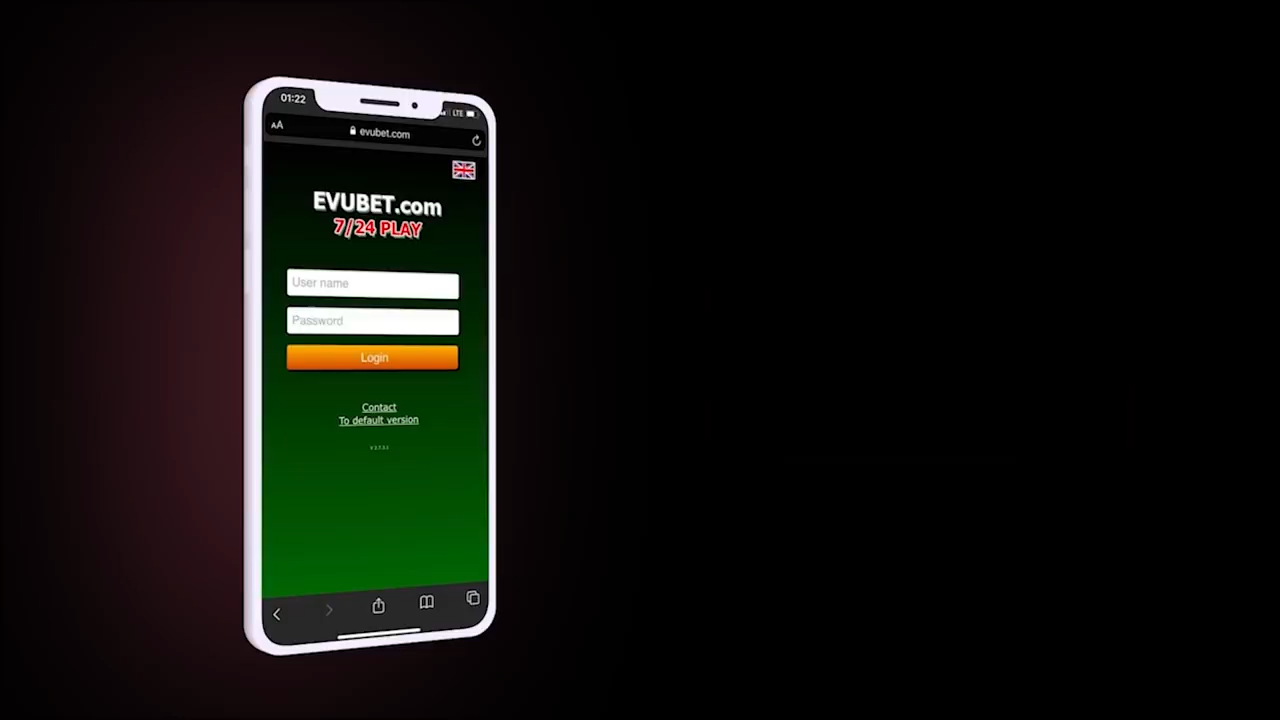 01:22
LTE
AA
evubet.com
EVUBET.com
7/24 PLAY
User name
Password
Login
Contact
To default version